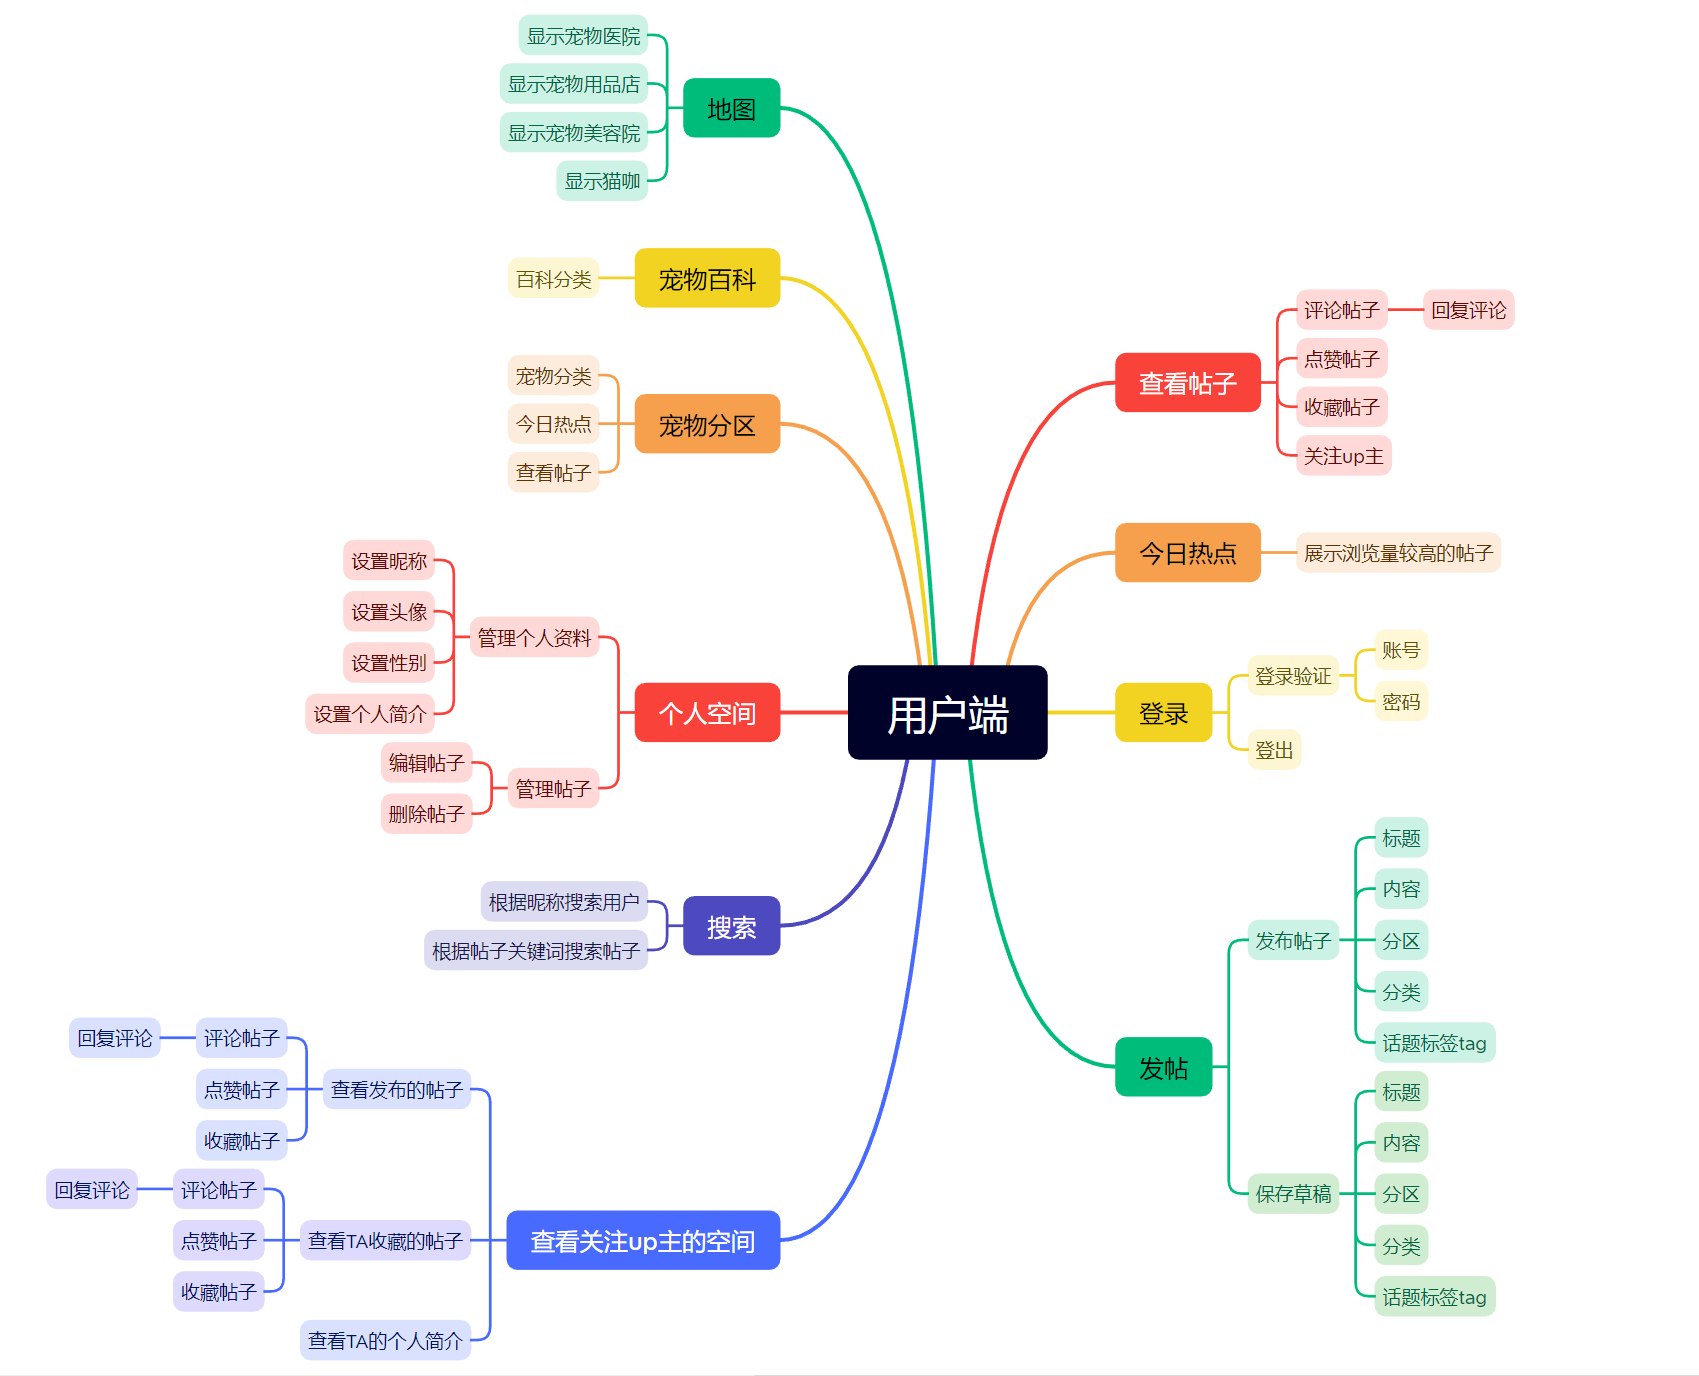 用户端
查看帖子
评论帖子
回复评论
点赞帖子
收藏帖子
关注up主
今日热点
展示浏览量较高的帖子
登录
登录验证
账号
密码
登出
发帖
发布帖子
标题
内容
分区
分类
话题标签tag
保存草稿
标题
内容
分区
分类
话题标签tag
地图
显示宠物医院
显示宠物用品店
显示宠物美容院
显示猫咖
宠物百科
百科分类
宠物分区
宠物分类
今日热点
查看帖子
个人空间
管理个人资料
设置昵称
设置头像
设置性别
设置个人简介
管理帖子
编辑帖子
删除帖子
搜索
根据昵称搜索用户
根据帖子关键词搜索帖子
查看关注up主的空间
查看发布的帖子
评论帖子
回复评论
点赞帖子
收藏帖子
查看TA收藏的帖子
评论帖子
回复评论
点赞帖子
收藏帖子
查看TA的个人简介